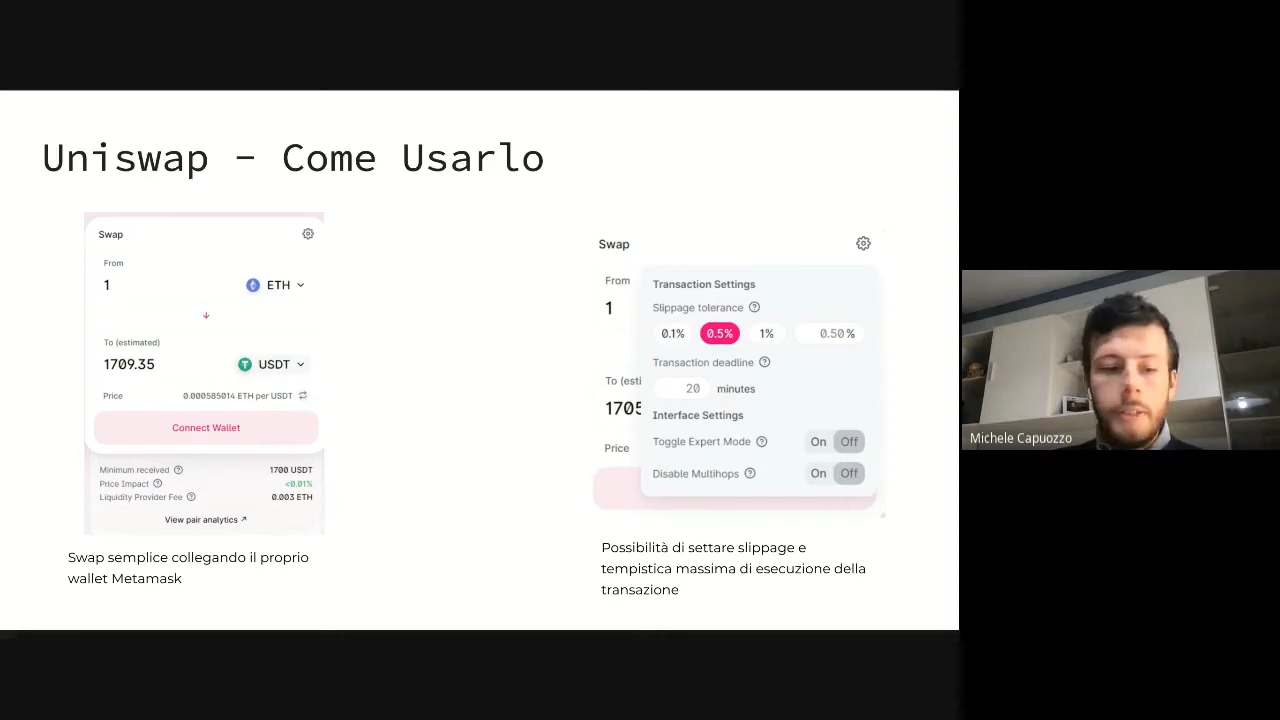 Uniswap - Come Usarlo
Swap
From
1
ETH
To (estimated)
1709.35
USDT
Price
0.000585014 ETH per USDT
Connect Wallet
Minimum received
1700 USDT
Price Impact
<0.01%
Liquidity Provider Fee
0.003 ETH
View pair analytics ↗
Swap semplice collegando il proprio
wallet Metamask
Swap
From
1
To (esti
1705
Price
Transaction Settings
Slippage tolerance
0.1% 0.5% 1% 0.50 %
Transaction deadline
20 minutes
Interface Settings
Toggle Expert Mode On Off
Disable Multihops On Off
Possibilità di settare slippage e
tempistica massima di esecuzione della
transazione
Michele Capuozzo